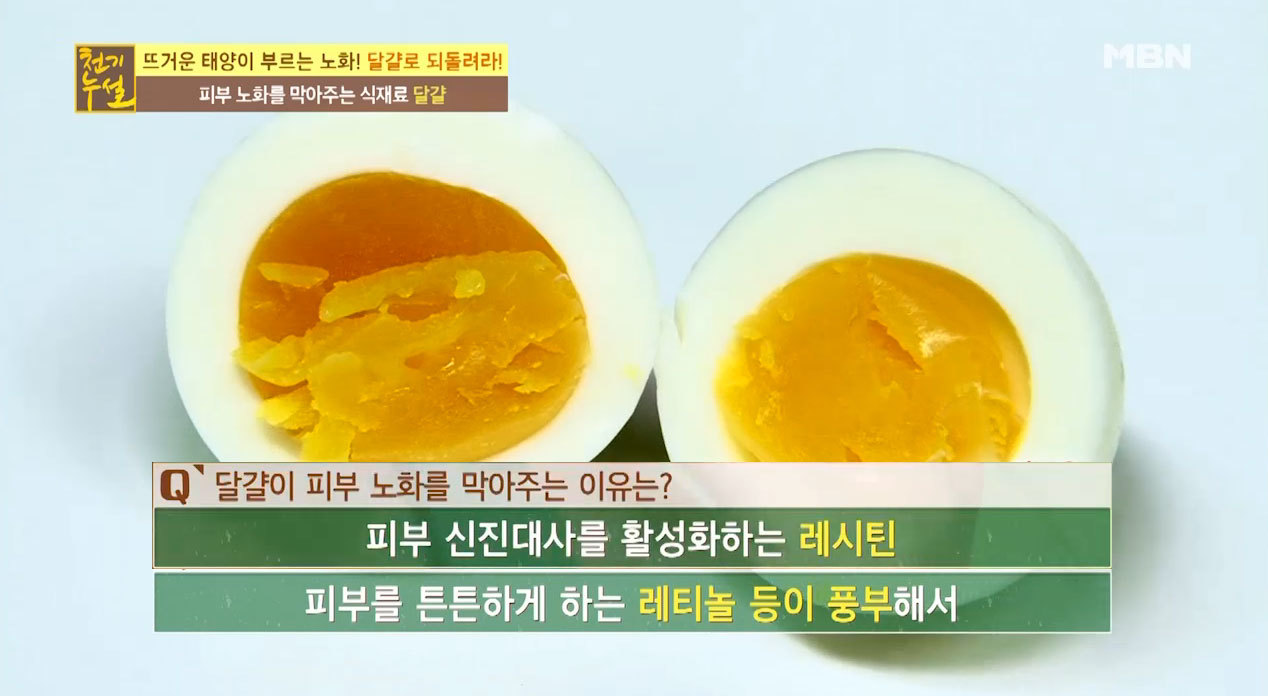 천기누설
뜨거운 태양이 부르는 노화! 달걀로 되돌려라!
피부 노화를 막아주는 식재료 달걀
MBN
Q 달걀이 피부 노화를 막아주는 이유는?
피부 신진대사를 활성화하는 레시틴
피부를 튼튼하게 하는 레티놀 등이 풍부해서